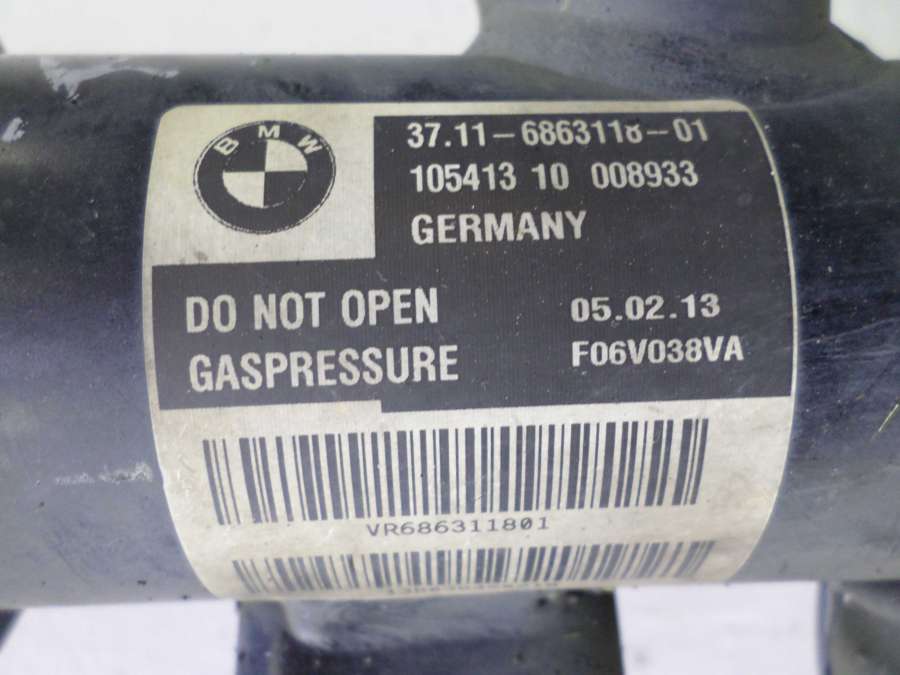 BMW
37.11-6863118-01
105413 10 008933
GERMANY
DO NOT OPEN
05.02.13
GASPRESSURE
F06V038VA
VR686311801